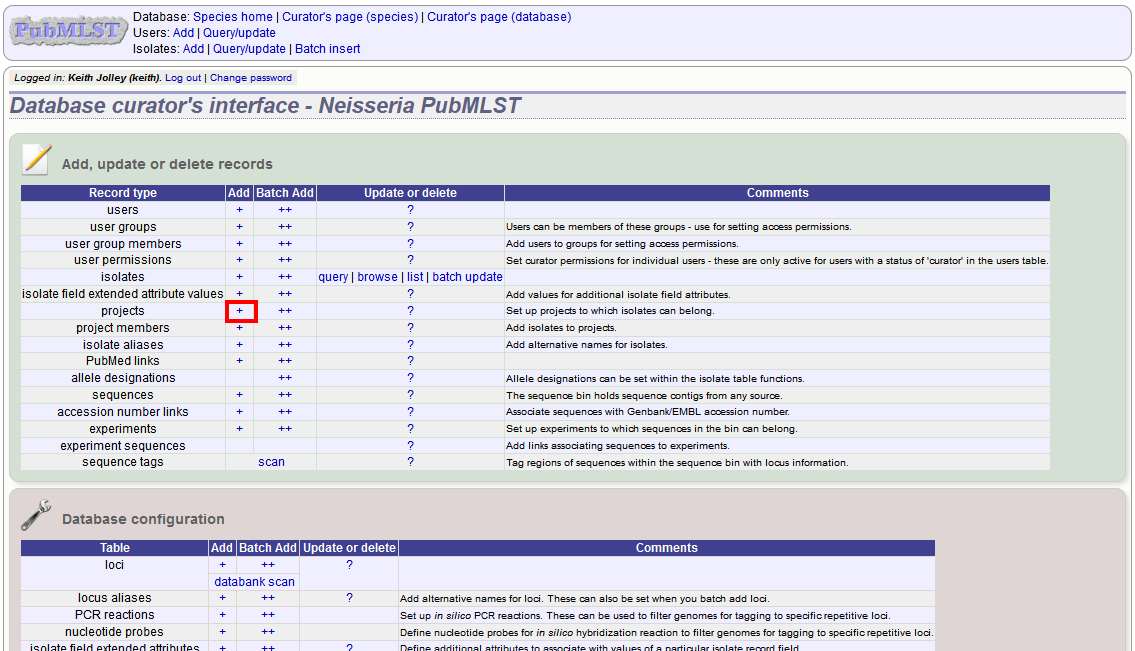 PubMLST
Database: Species home | Curator's page (species) | Curator's page (database)
Users: Add | Query/update
Isolates: Add | Query/update | Batch insert
Logged in: Keith Jolley (keith). Log out | Change password
Database curator's interface - Neisseria PubMLST
Add, update or delete records
Record type Add Batch Add Update or delete Comments
users + ++ ?
user groups + ++ ? Users can be members of these groups - use for setting access permissions.
user group members + ++ ? Add users to groups for setting access permissions.
user permissions + ++ ? Set curator permissions for individual users - these are only active for users with a status of 'curator' in the users table.
isolates + ++ query | browse | list | batch update
isolate field extended attribute values + ++ ? Add values for additional isolate field attributes.
projects + ++ ? Set up projects to which isolates can belong.
project members + ++ ? Add isolates to projects.
isolate aliases + ++ ? Add alternative names for isolates.
PubMed links + ++ ?
allele designations ++ ? Allele designations can be set within the isolate table functions.
sequences + ++ ? The sequence bin holds sequence contigs from any source.
accession number links + ++ ? Associate sequences with Genbank/EMBL accession number.
experiments + ++ ? Set up experiments to which sequences in the bin can belong.
experiment sequences ? Add links associating sequences to experiments.
sequence tags scan ? Tag regions of sequences within the sequence bin with locus information.
Database configuration
Table Add Batch Add Update or delete Comments
loci + ++ ?
databank scan
locus aliases + ++ ? Add alternative names for loci. These can also be set when you batch add loci.
PCR reactions + ++ Set up in silico PCR reactions. These can be used to filter genomes for tagging to specific repetitive loci.
nucleotide probes + ++ Define nucleotide probes for in silico hybridization reaction to filter genomes for tagging to specific repetitive loci.
isolate field extended attributes + ++ ? Define additional attributes to associate with values of a particular isolate record field.